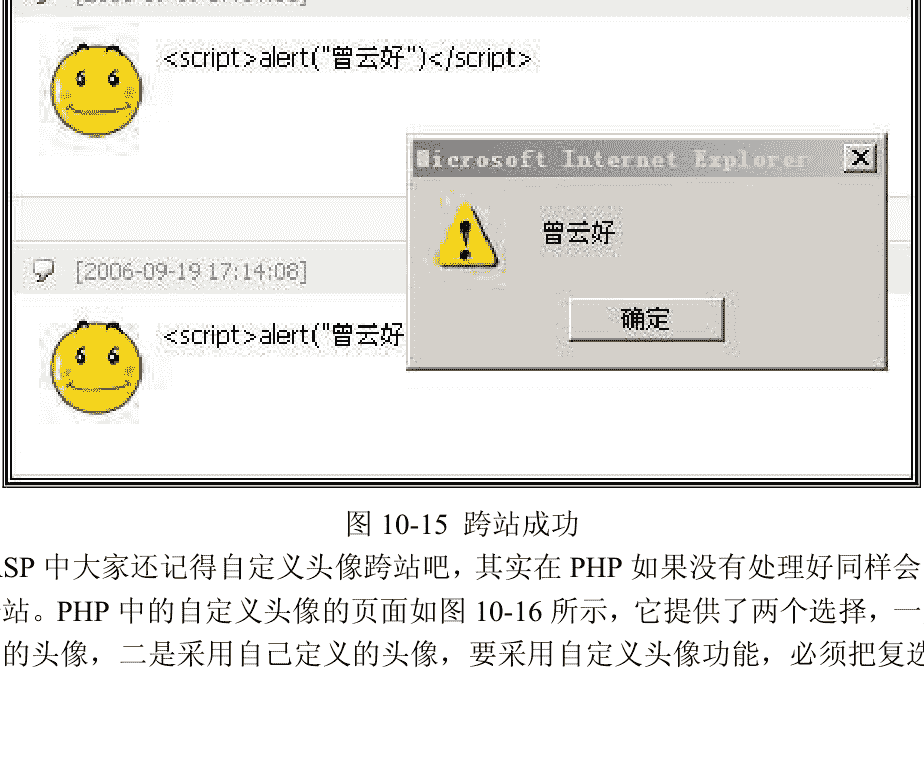 <script>alert("曾云好")</script>
Microsoft Internet Explorer
曾云好
[2006-09-19 17:14:08]
确定
<script>alert("曾云好
图 10-15 跨站成功
SP 中大家还记得自定义头像跨站吧，其实在 PHP 如果没有处理好同样会
站。PHP 中的自定义头像的页面如图 10-16 所示，它提供了两个选择，一
的头像，二是采用自己定义的头像，要采用自定义头像功能，必须把复选